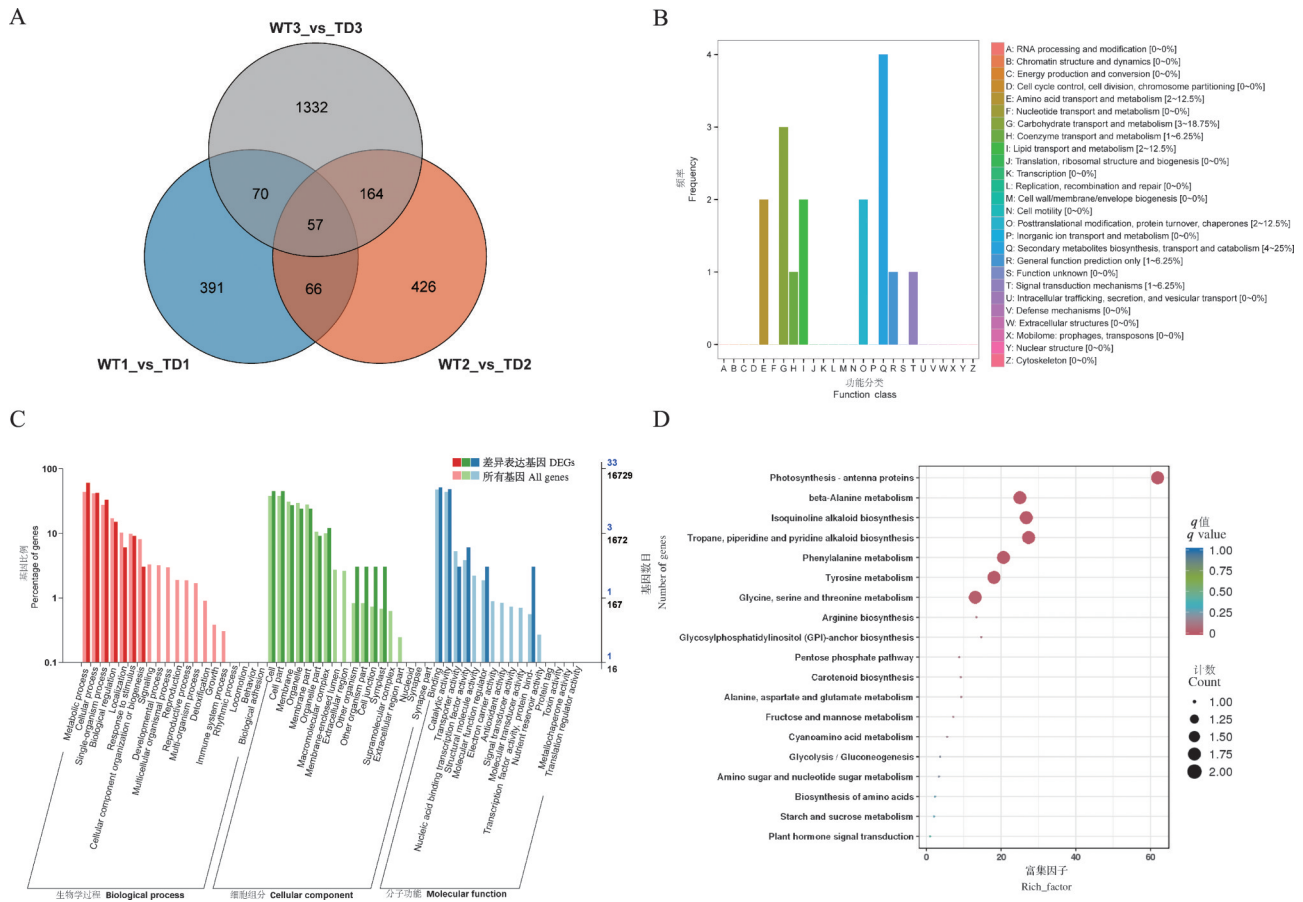 A
WT3_vs_TD3
1332
70
164
57
391
66
426
WT1_vs_TD1
WT2_vs_TD2
B
4
3
2
1
0
频率
Frequency
A B C D E F G H I J K L M N O P Q R S T U V W X Y Z
功能分类
Function class
A: RNA processing and modification [0~0%]
B: Chromatin structure and dynamics [0~0%]
C: Energy production and conversion [0~0%]
D: Cell cycle control, cell division, chromosome partitioning [0~0%]
E: Amino acid transport and metabolism [2~12.5%]
F: Nucleotide transport and metabolism [0~0%]
G: Carbohydrate transport and metabolism [3~18.75%]
H: Coenzyme transport and metabolism [1~6.25%]
I: Lipid transport and metabolism [2~12.5%]
J: Translation, ribosomal structure and biogenesis [0~0%]
K: Transcription [0~0%]
L: Replication, recombination and repair [0~0%]
M: Cell wall/membrane/envelope biogenesis [0~0%]
N: Cell motility [0~0%]
O: Posttranslational modification, protein turnover, chaperones [2~12.5%]
P: Inorganic ion transport and metabolism [0~0%]
Q: Secondary metabolites biosynthesis, transport and catabolism [4~25%]
R: General function prediction only [1~6.25%]
S: Function unknown [0~0%]
T: Signal transduction mechanisms [1~6.25%]
U: Intracellular trafficking, secretion, and vesicular transport [0~0%]
V: Defense mechanisms [0~0%]
W: Extracellular structures [0~0%]
X: Mobilome: prophages, transposons [0~0%]
Y: Nuclear structure [0~0%]
Z: Cytoskeleton [0~0%]
C
差异表达基因 DEGs
所有基因 All genes
100
10
1
0.1
基因比例
Percentage of genes
33
16729
3
1672
1
167
1
16
基因数目
Number of genes
Metabolic process
Cellular process
Single-organism process
Biological regulation
Localization
Response to stimulus
Cellular component organization or biogenesis
Signaling
Developmental process
Multicellular organismal process
Reproduction
Reproductive process
Multi-organism process
Detoxification
Growth
Immune system process
Rhythmic process
Locomotion
Behavior
Biological adhesion
Cell
Cell part
Membrane
Organelle
Membrane part
Organelle part
Macromolecular complex
Membrane-enclosed lumen
Extracellular region
Other organism
Other organism part
Cell junction
Symplast
Supramolecular complex
Extracellular region part
Nucleoid
Synapse
Synapse part
Binding
Catalytic activity
Transporter activity
Nucleic acid binding transcription factor activity
Structural molecule activity
Molecular function regulator
Electron carrier activity
Antioxidant activity
Signal transducer activity
Molecular transducer activity
Transcription factor activity, protein bind-
Nutrient reservoir activity
Protein tag
Toxin activity
Metallochaperone activity
Translation regulator activity
生物学过程 Biological process
细胞组分 Cellular component
分子功能 Molecular function
D
Photosynthesis - antenna proteins
beta-Alanine metabolism
Isoquinoline alkaloid biosynthesis
Tropane, piperidine and pyridine alkaloid biosynthesis
Phenylalanine metabolism
Tyrosine metabolism
Glycine, serine and threonine metabolism
Arginine biosynthesis
Glycosylphosphatidylinositol (GPI)-anchor biosynthesis
Pentose phosphate pathway
Carotenoid biosynthesis
Alanine, aspartate and glutamate metabolism
Fructose and mannose metabolism
Cyanoamino acid metabolism
Glycolysis / Gluconeogenesis
Amino sugar and nucleotide sugar metabolism
Biosynthesis of amino acids
Starch and sucrose metabolism
Plant hormone signal transduction
0 20 40 60
富集因子
Rich_factor
q值
q value
1.00
0.75
0.50
0.25
0
计数
Count
1.00
1.25
1.50
1.75
2.00